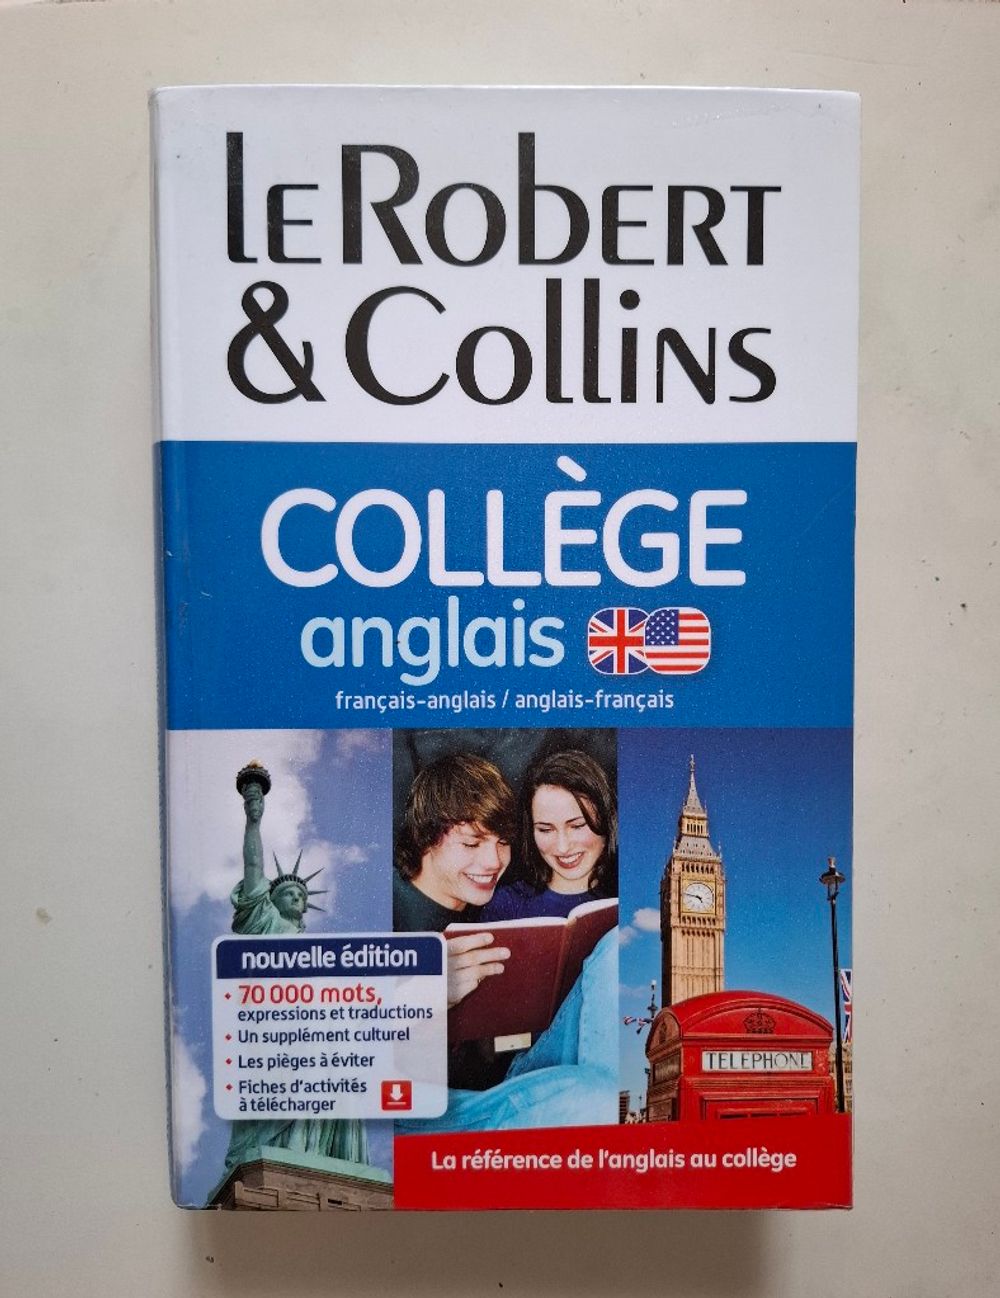 le Robert
& Collins
COLLÈGE
anglais
français-anglais / anglais-français
nouvelle édition
• 70 000 mots,
expressions et traductions
• Un supplément culturel
• Les pièges à éviter
• Fiches d'activités
à télécharger
TELEPHONE
La référence de l'anglais au collège